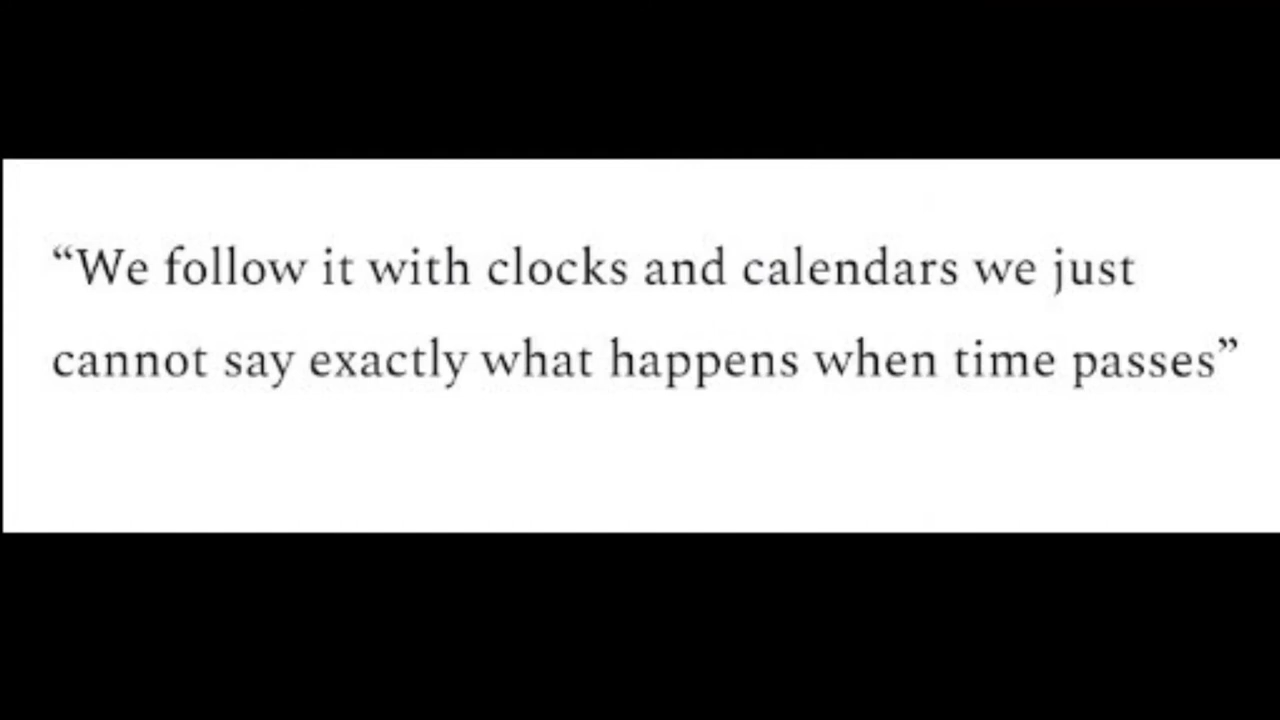 “We follow it with clocks and calendars we just
cannot say exactly what happens when time passes”